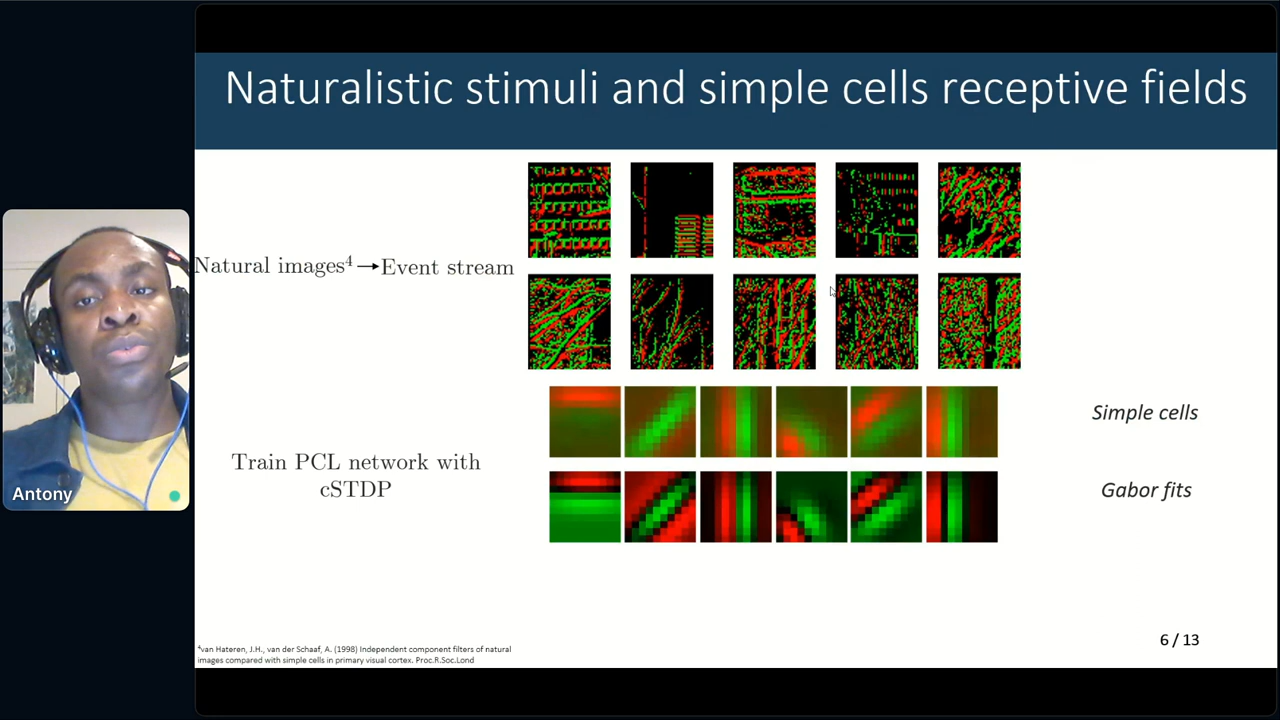 Naturalistic stimuli and simple cells receptive fields
Natural images⁴ → Event stream
Train PCL network with
cSTDP
Simple cells
Gabor fits
Antony
6 / 13
⁴van Hateren, J.H., van der Schaaf, A. (1998) Independent component filters of natural
images compared with simple cells in primary visual cortex. Proc.R.Soc.Lond